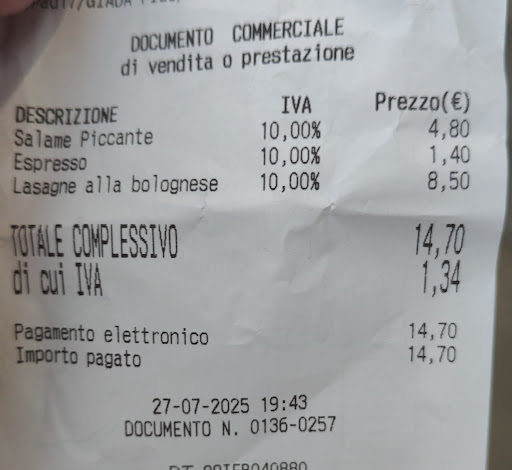 DOCUMENTO COMMERCIALE
di vendita o prestazione
DESCRIZIONE IVA Prezzo(€)
Salame Piccante 10,00% 4,80
Espresso 10,00% 1,40
Lasagne alla bolognese 10,00% 8,50
TOTALE COMPLESSIVO 14,70
di cui IVA 1,34
Pagamento elettronico 14,70
Importo pagato 14,70
27-07-2025 19:43
DOCUMENTO N. 0136-0257